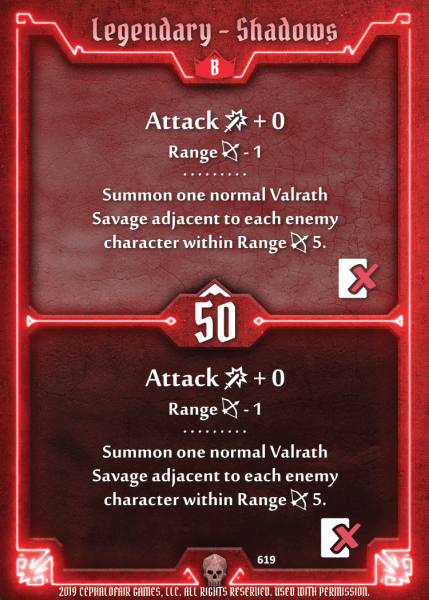 Legendary - Shadows
B
Attack + 0
Range - 1
Summon one normal Valrath
Savage adjacent to each enemy
character within Range 5.
50
Attack + 0
Range - 1
Summon one normal Valrath
Savage adjacent to each enemy
character within Range 5.
619
2019 CEPHALOFAIR GAMES, LLC. ALL RIGHTS RESERVED. USED WITH PERMISSION.